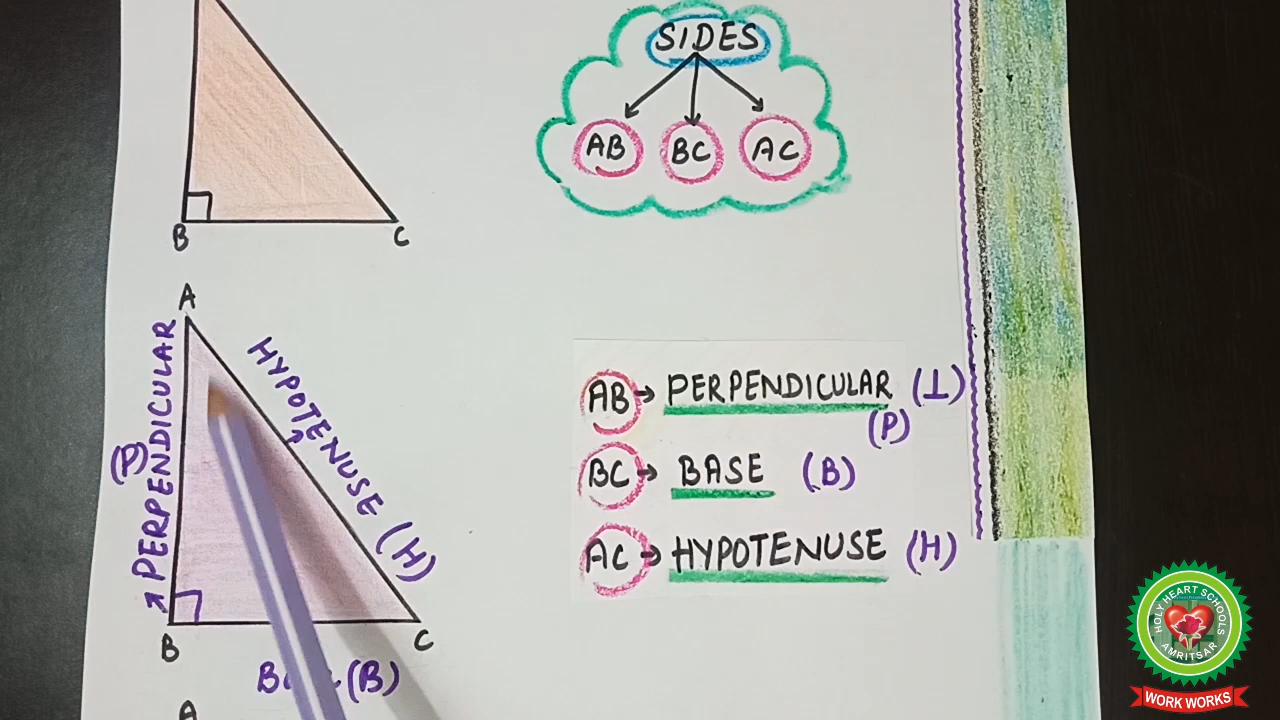 SIDES
AB BC AC
B C
A
PERPENDICULAR (P)
HYPOTENUSE (H)
B C
(B)
A
AB → PERPENDICULAR (⊥)
(P)
BC → BASE (B)
AC → HYPOTENUSE (H)
HOLY HEART SCHOOLS
AMRITSAR
WORK WORKS